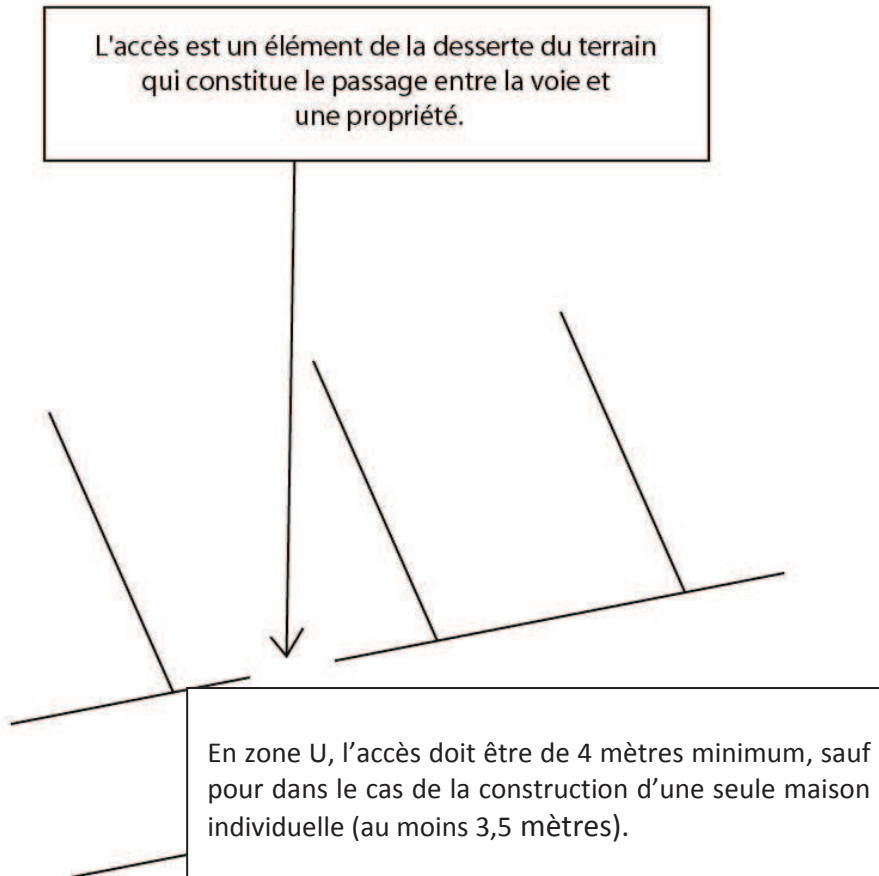 L'accès est un élément de la desserte du terrain
qui constitue le passage entre la voie et
une propriété.
En zone U, l’accès doit être de 4 mètres minimum, sauf
pour dans le cas de la construction d’une seule maison
individuelle (au moins 3,5 mètres).